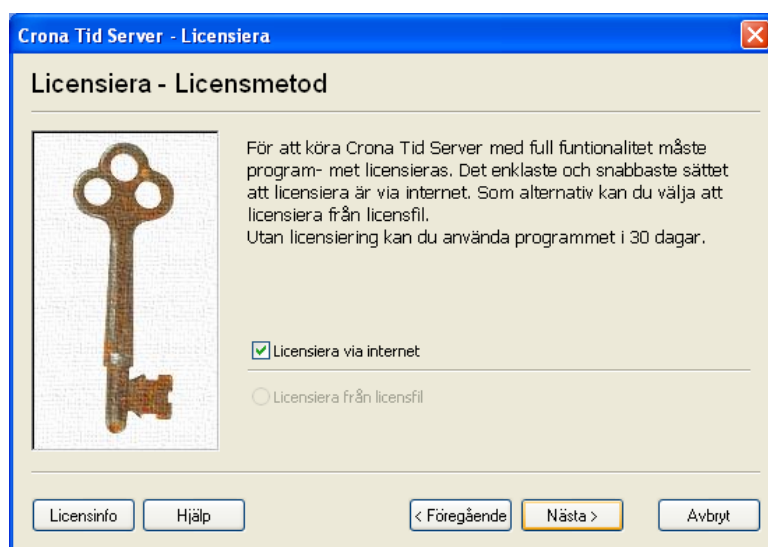 Crona Tid Server - Licensiera
Licensiera - Licensmetod
För att köra Crona Tid Server med full funtionalitet måste
program- met licensieras. Det enklaste och snabbaste sättet
att licensiera är via internet. Som alternativ kan du välja att
licensiera från licensfil.
Utan licensiering kan du använda programmet i 30 dagar.
Licensiera via internet
Licensiera från licensfil
Licensinfo Hjälp < Föregående Nästa > Avbryt